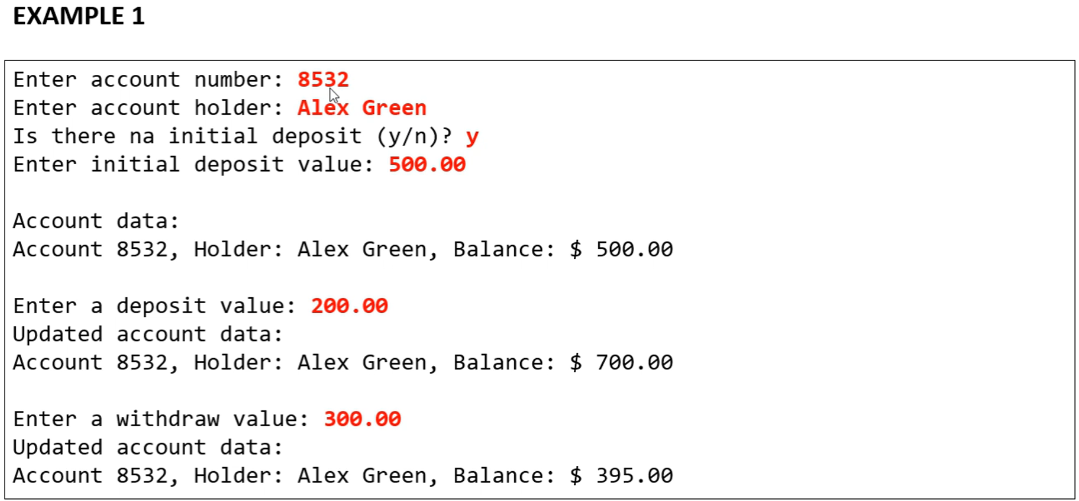 EXAMPLE 1
Enter account number: 8532
Enter account holder: Alex Green
Is there na initial deposit (y/n)? y
Enter initial deposit value: 500.00
Account data:
Account 8532, Holder: Alex Green, Balance: $ 500.00
Enter a deposit value: 200.00
Updated account data:
Account 8532, Holder: Alex Green, Balance: $ 700.00
Enter a withdraw value: 300.00
Updated account data:
Account 8532, Holder: Alex Green, Balance: $ 395.00